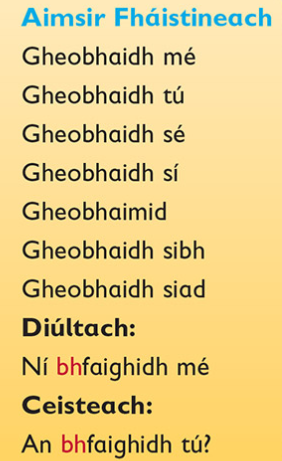 Aimsir Fháistineach
Gheobhaidh mé
Gheobhaidh tú
Gheobhaidh sé
Gheobhaidh sí
Gheobhaimid
Gheobhaidh sibh
Gheobhaidh siad
Diúltach:
Ní bhfaighidh mé
Ceisteach:
An bhfaighidh tú?